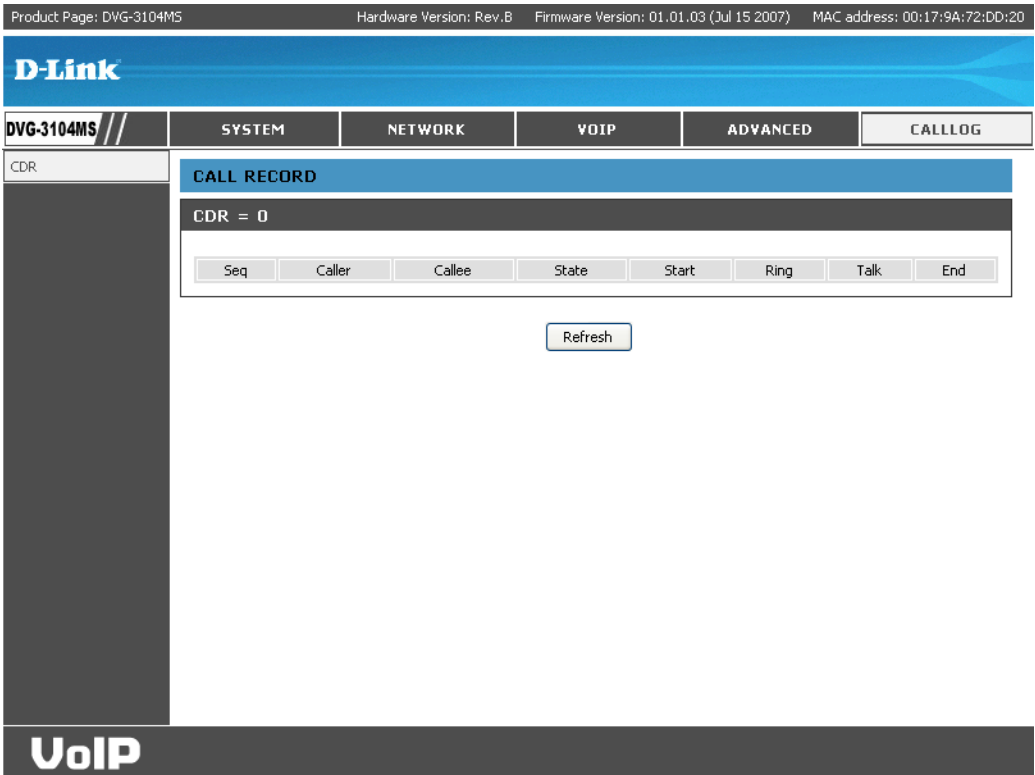 Product Page: DVG-3104MS Hardware Version: Rev.B Firmware Version: 01.01.03 (Jul 15 2007) MAC address: 00:17:9A:72:DD:20
D-Link
DVG-3104MS SYSTEM NETWORK VOIP ADVANCED CALLLOG
CDR
CALL RECORD
CDR = 0
Seq Caller Callee State Start Ring Talk End
Refresh
VoIP